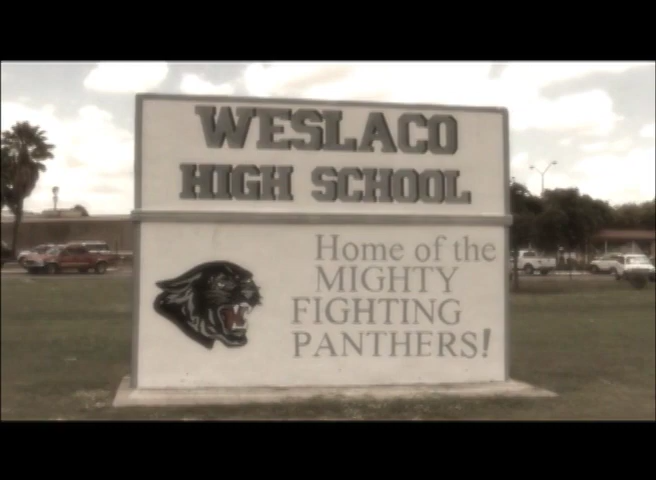 WESLACO
HIGH SCHOOL
Home of the
MIGHTY
FIGHTING
PANTHERS!